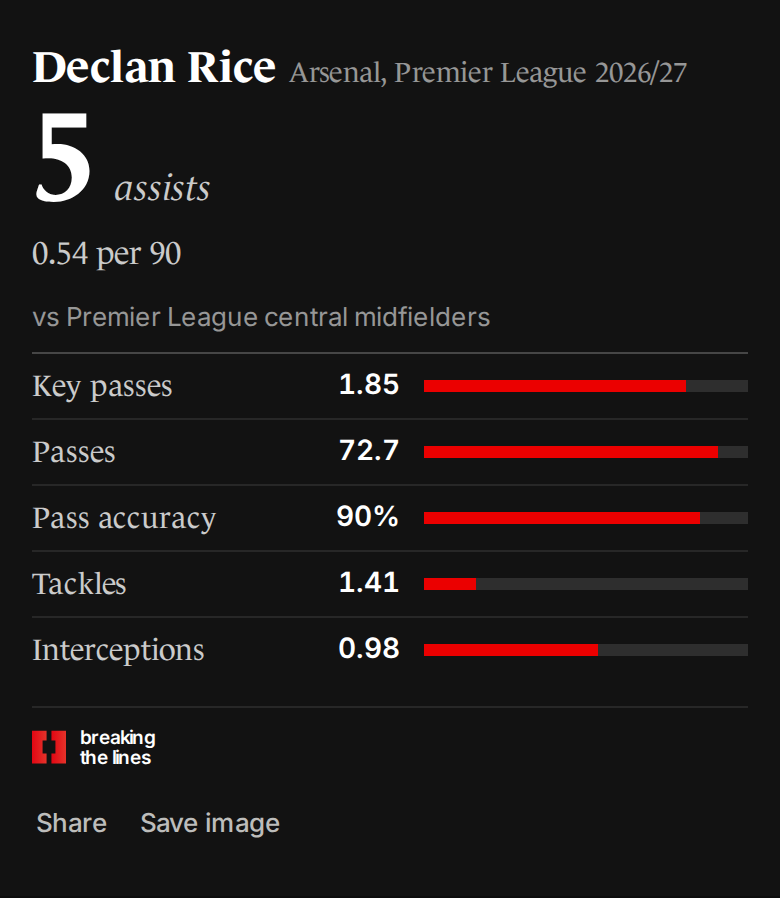 Declan Rice Arsenal, Premier League 2026/27
5 assists
0.54 per 90
vs Premier League central midfielders
Key passes 1.85
Passes 72.7
Pass accuracy 90%
Tackles 1.41
Interceptions 0.98
breaking
the lines
Share Save image